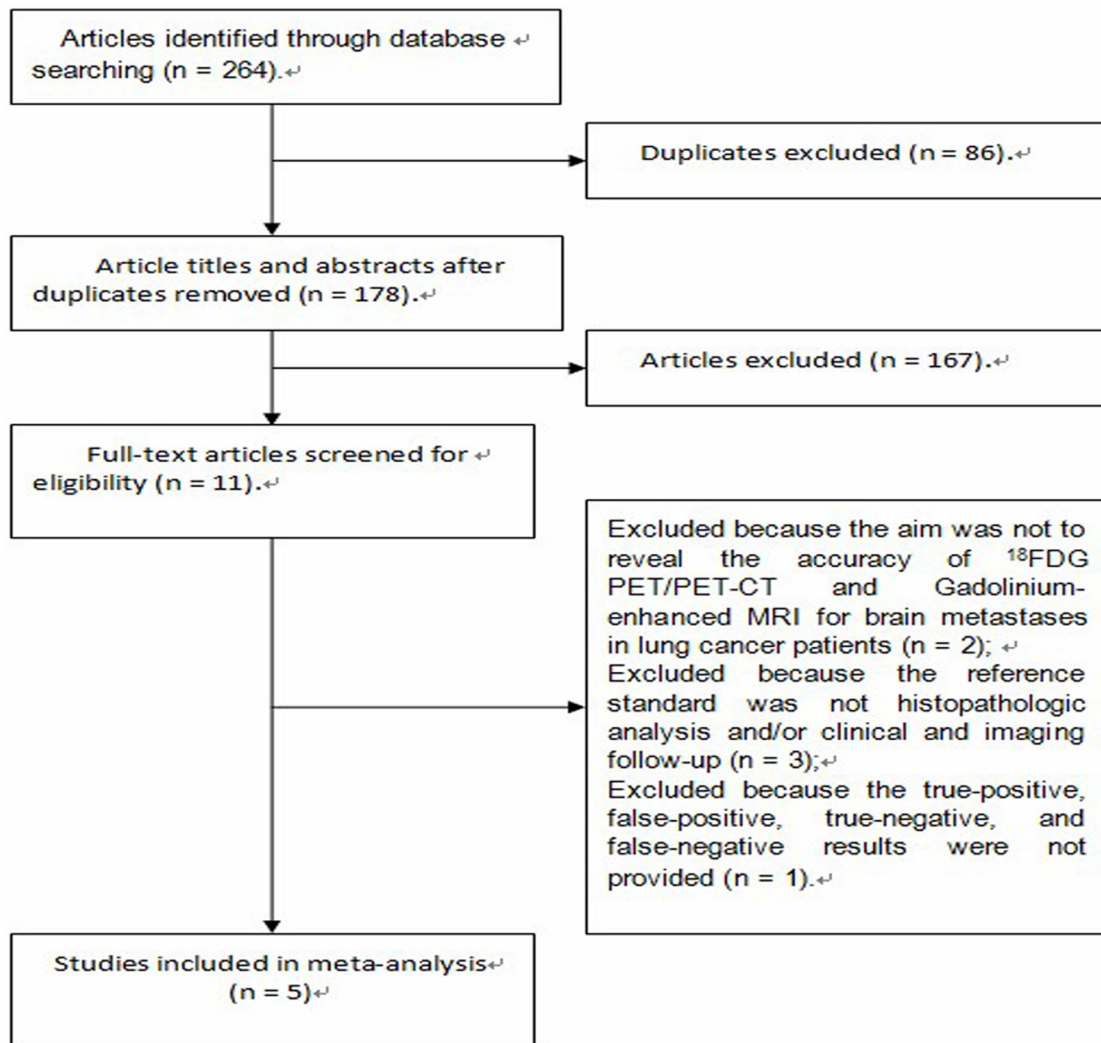 Articles identified through database ↵
searching (n = 264).↵
Duplicates excluded (n = 86).↵
Article titles and abstracts after
duplicates removed (n = 178).↵
Articles excluded (n = 167).↵
Full-text articles screened for ↵
eligibility (n = 11).↵
Excluded because the aim was not to
reveal the accuracy of ¹⁸FDG
PET/PET-CT and Gadolinium-
enhanced MRI for brain metastases
in lung cancer patients (n = 2); ↵
Excluded because the reference
standard was not histopathologic
analysis and/or clinical and imaging
follow-up (n = 3);↵
Excluded because the true-positive,
false-positive, true-negative, and
false-negative results were not
provided (n = 1).↵
Studies included in meta-analysis↵
(n = 5)↵